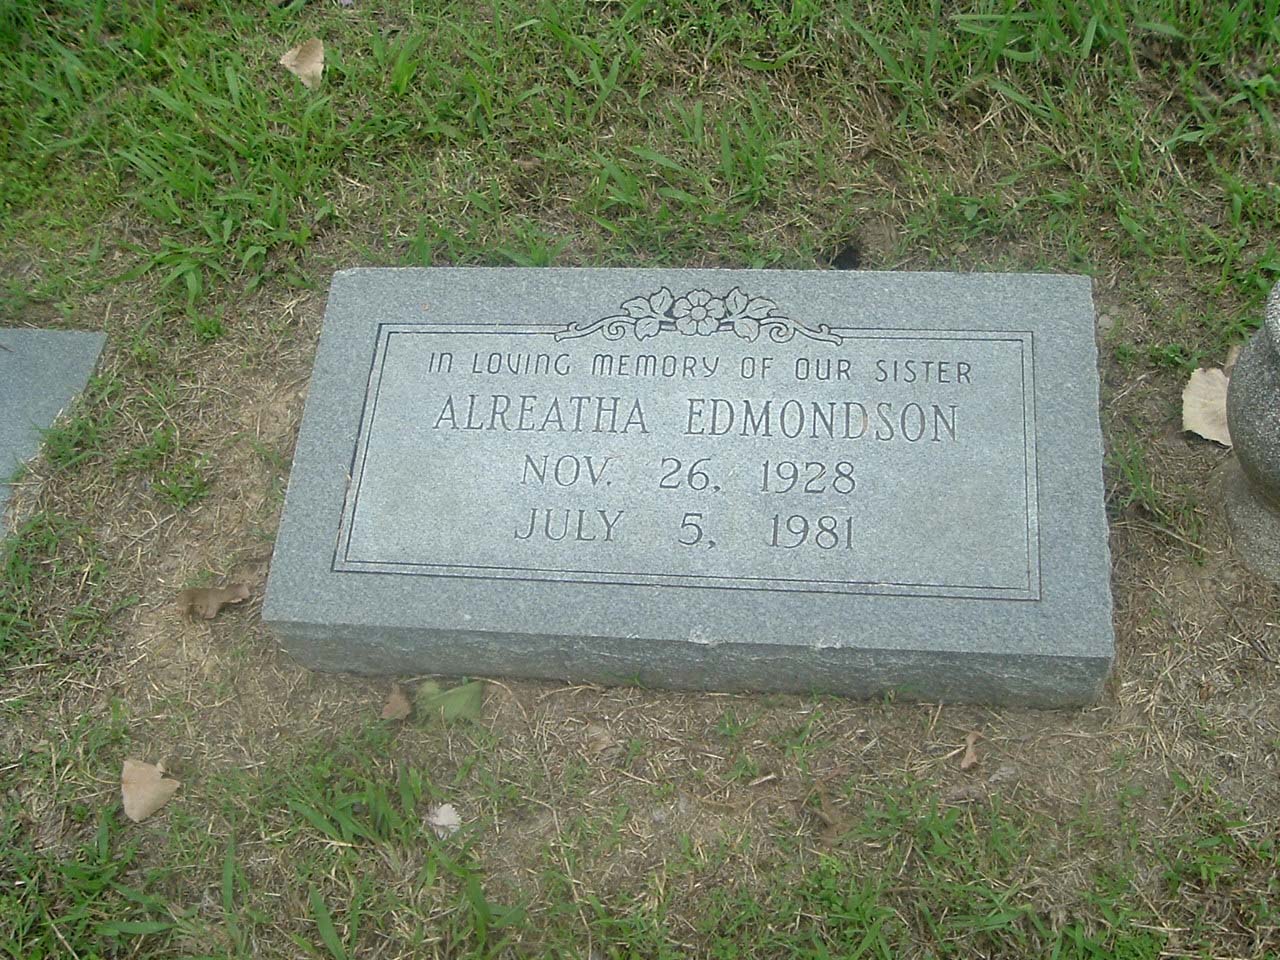 IN LOVING MEMORY OF OUR SISTER
ALREATHA EDMONDSON
NOV. 26, 1928
JULY 5, 1981